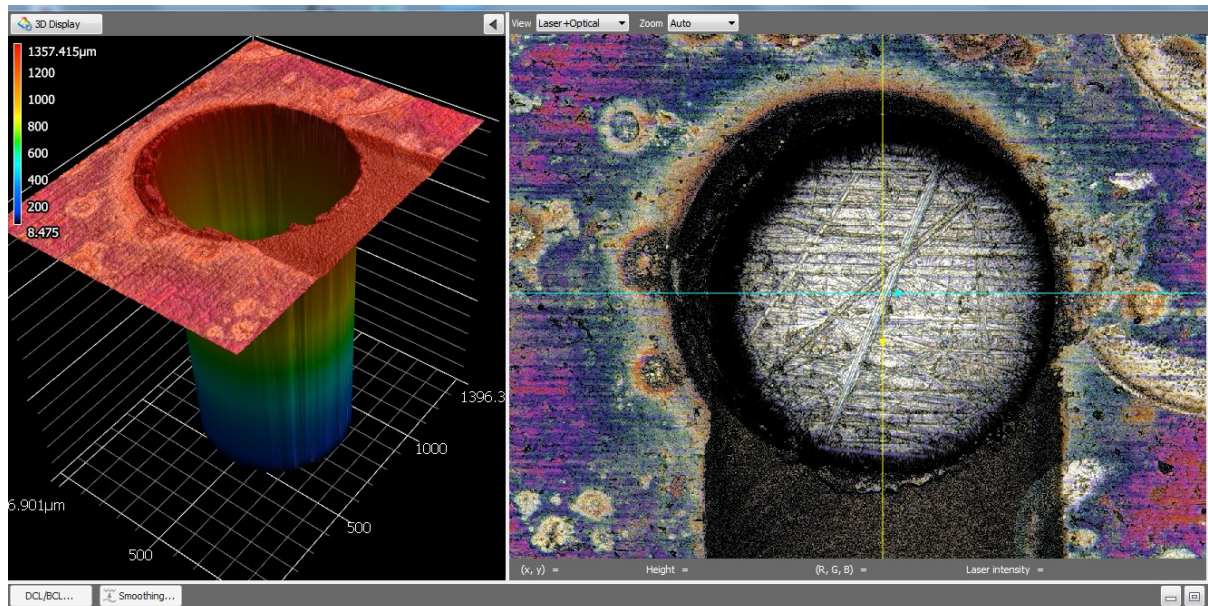 3D Display
View Laser+Optical Zoom Auto
1357.415µm
1200
1000
800
600
400
200
8.475
1396.3
1000
6.901µm
500
500
(x, y) = Height = (R, G, B) = Laser intensity =
DCL/BCL... Smoothing...